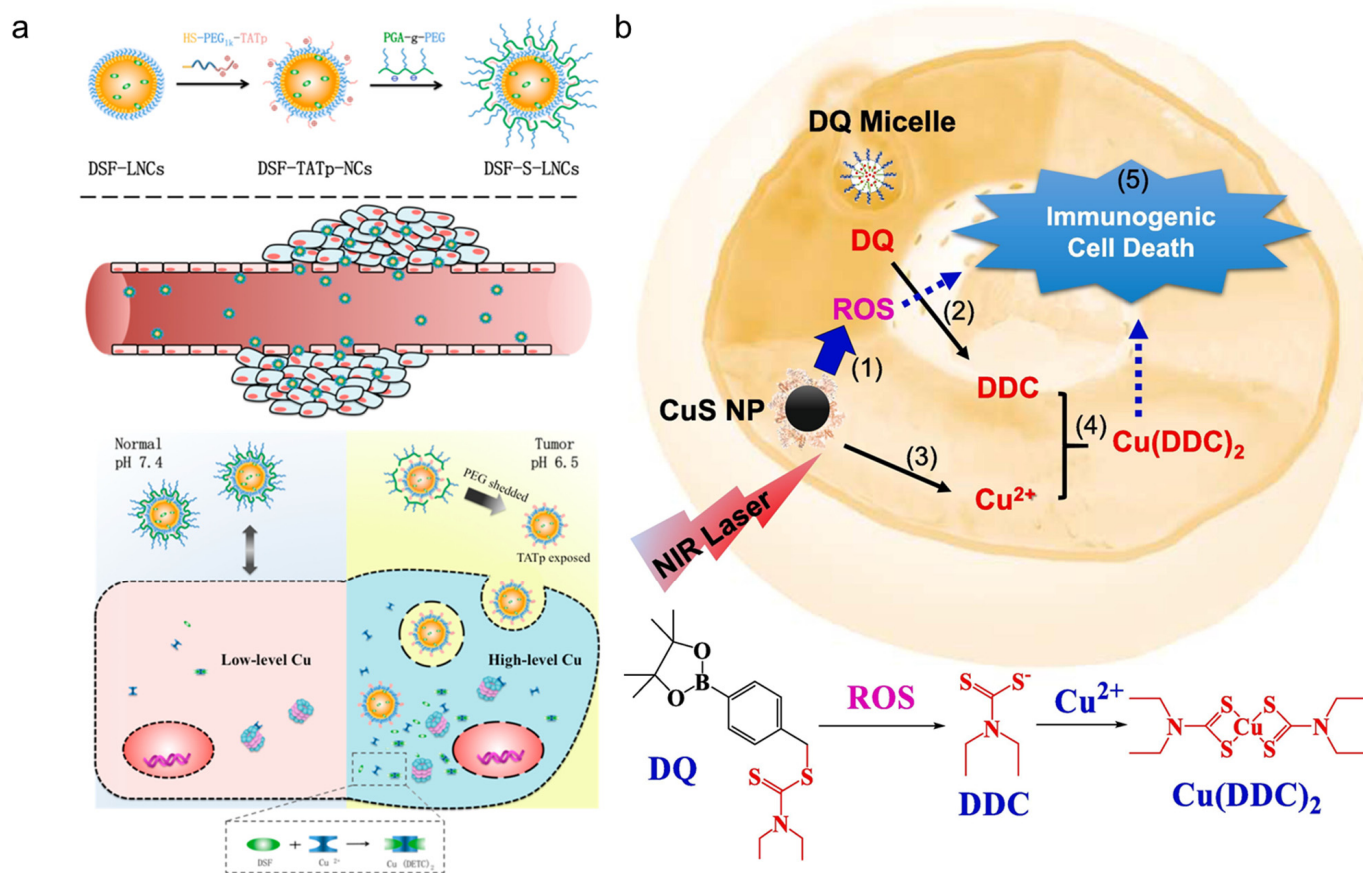 a
HS-PEG1k-TATp
PGA-g-PEG
DSF-LNCs
DSF-TATp-NCs
DSF-S-LNCs
Normal
pH 7.4
Tumor
pH 6.5
PEG shedded
TATp exposed
Low-level Cu
High-level Cu
DSF + Cu 2+ → Cu (DETC)2
b
DQ Micelle
(5)
Immunogenic
Cell Death
DQ
ROS
(2)
(1)
DDC
CuS NP
(4)
Cu(DDC)2
(3)
Cu2+
NIR Laser
O
B
O
S
S
N
DQ
ROS
S
S-
N
DDC
Cu2+
N
S
S
Cu
S
S
N
Cu(DDC)2